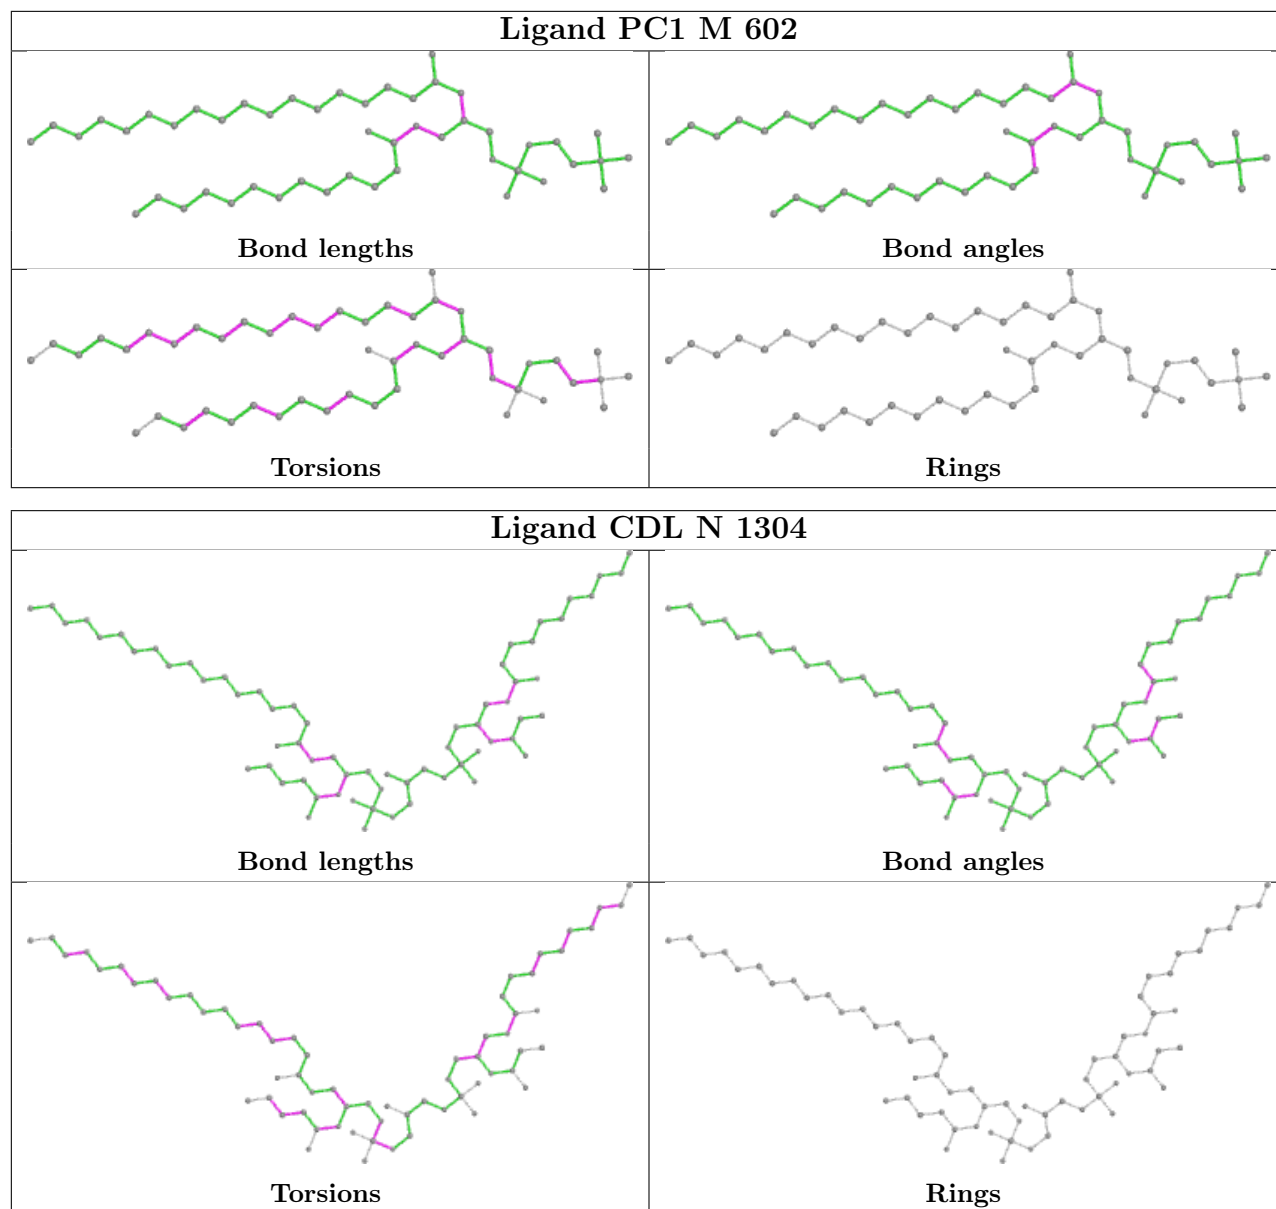 Ligand PC1 M 602
Bond lengths
Bond angles
Torsions
Rings
Ligand CDL N 1304
Bond lengths
Bond angles
Torsions
Rings